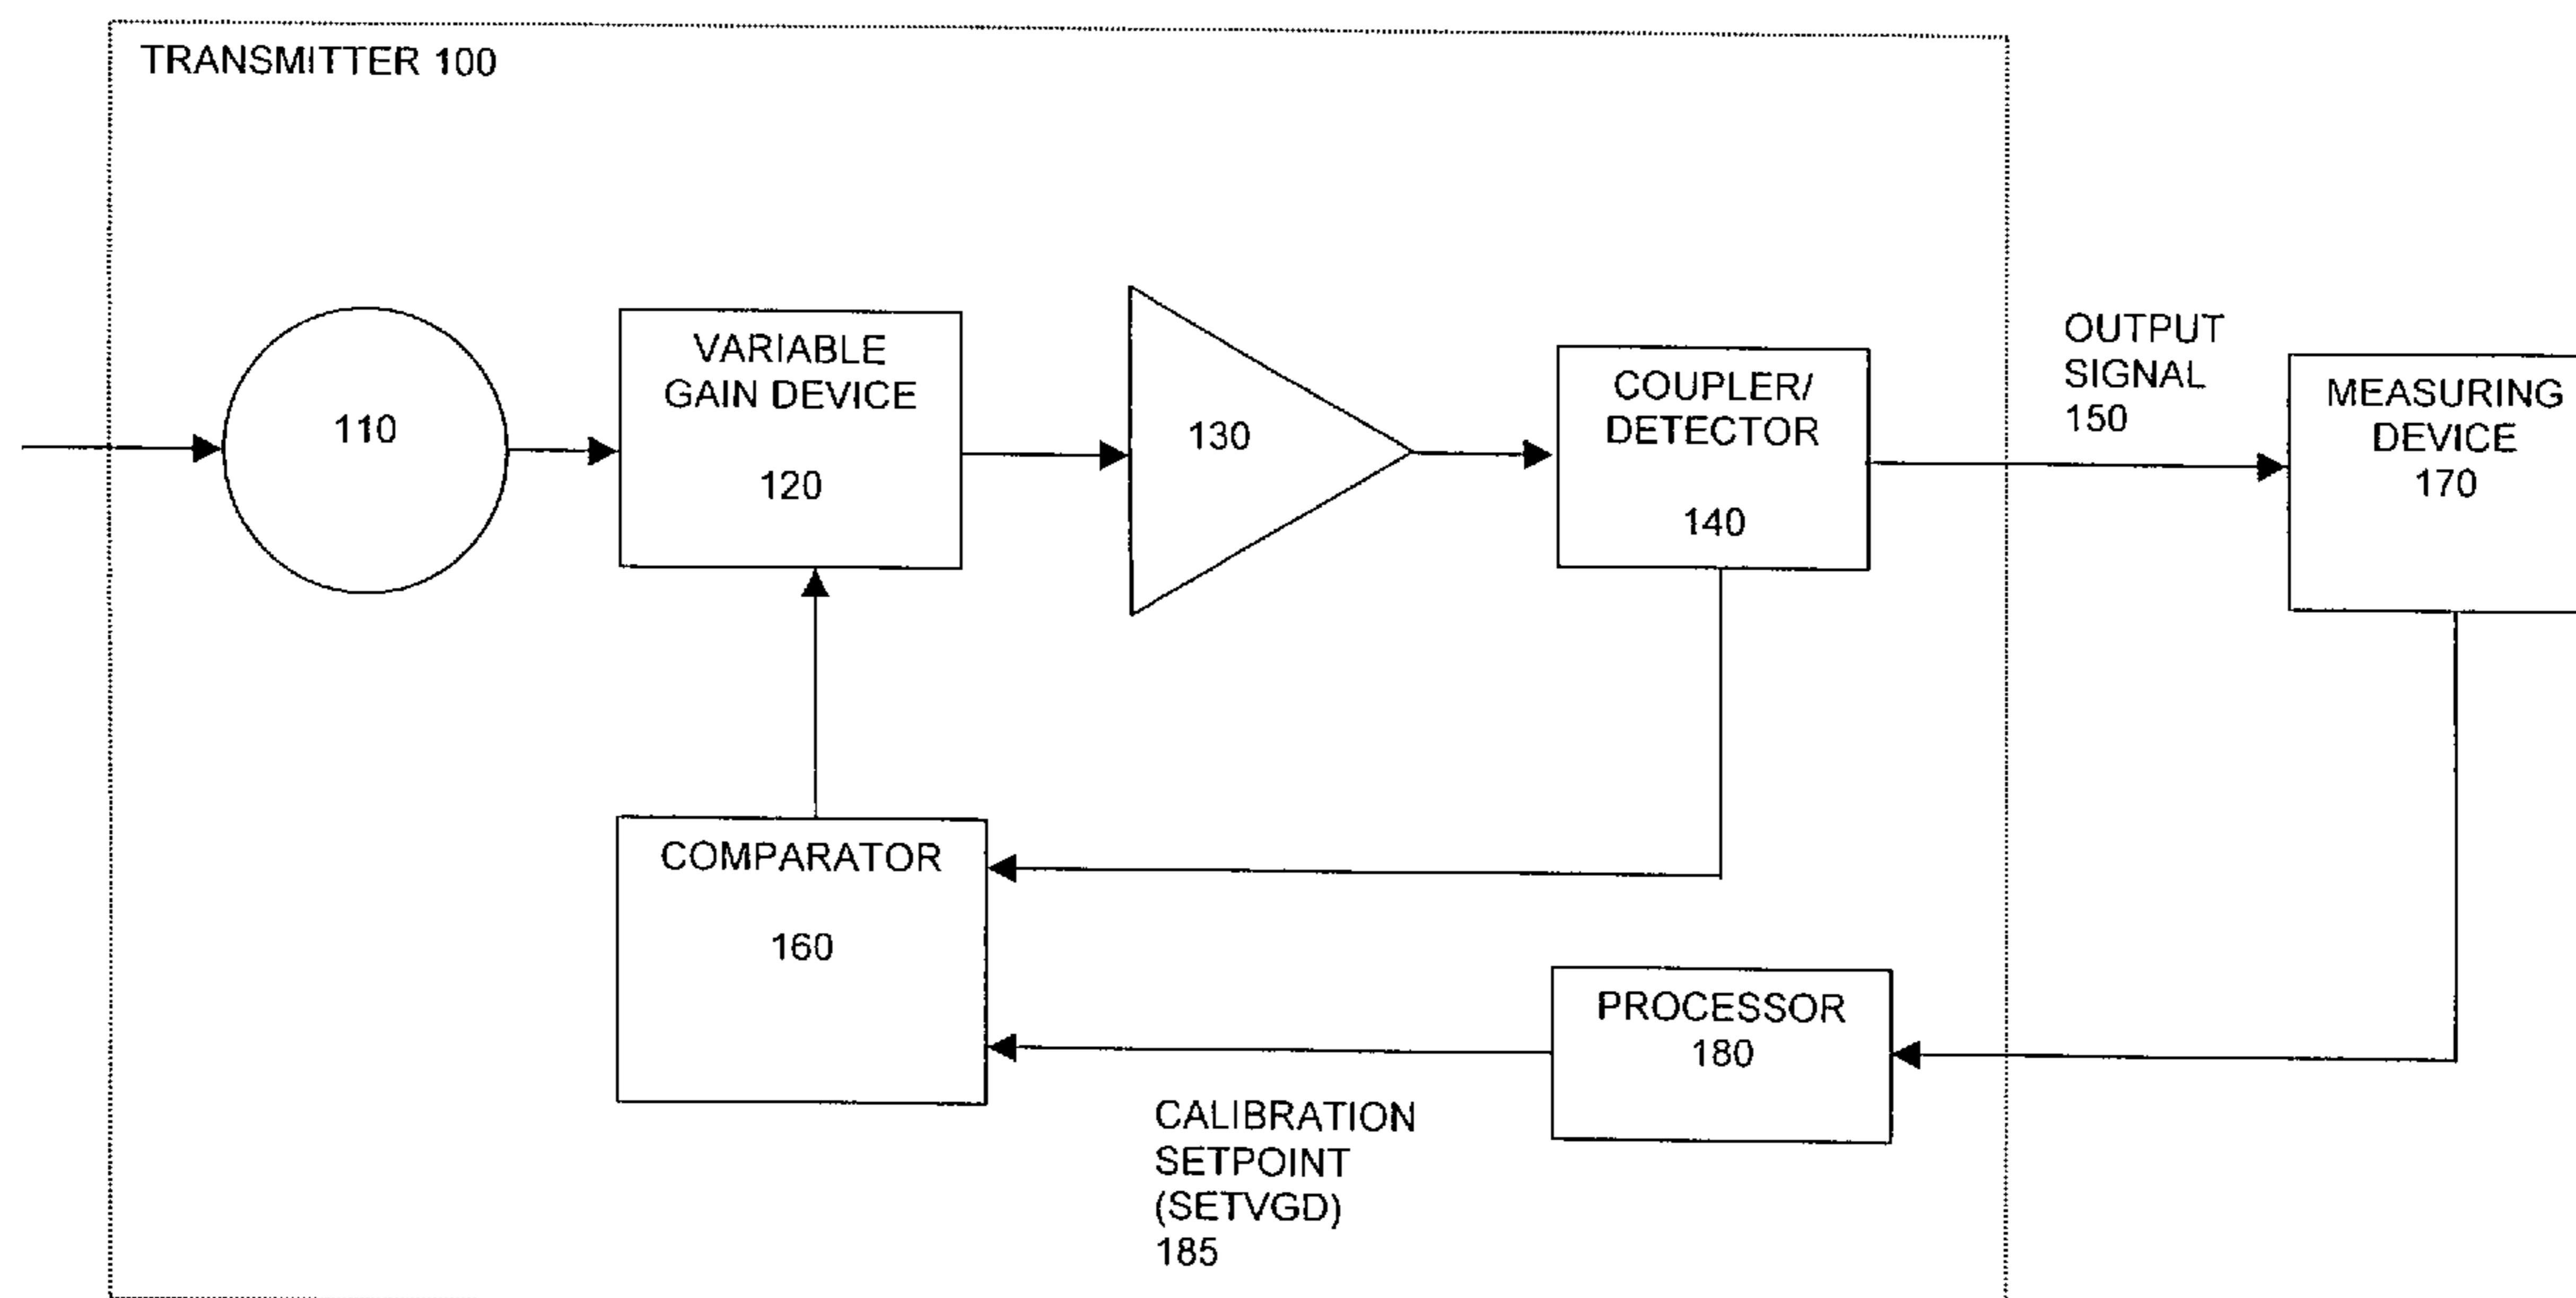 TRANSMITTER 100
110
VARIABLE
GAIN DEVICE
120
130
COUPLER/
DETECTOR
140
OUTPUT
SIGNAL
150
MEASURING
DEVICE
170
COMPARATOR
160
PROCESSOR
180
CALIBRATION
SETPOINT
(SETVGD)
185